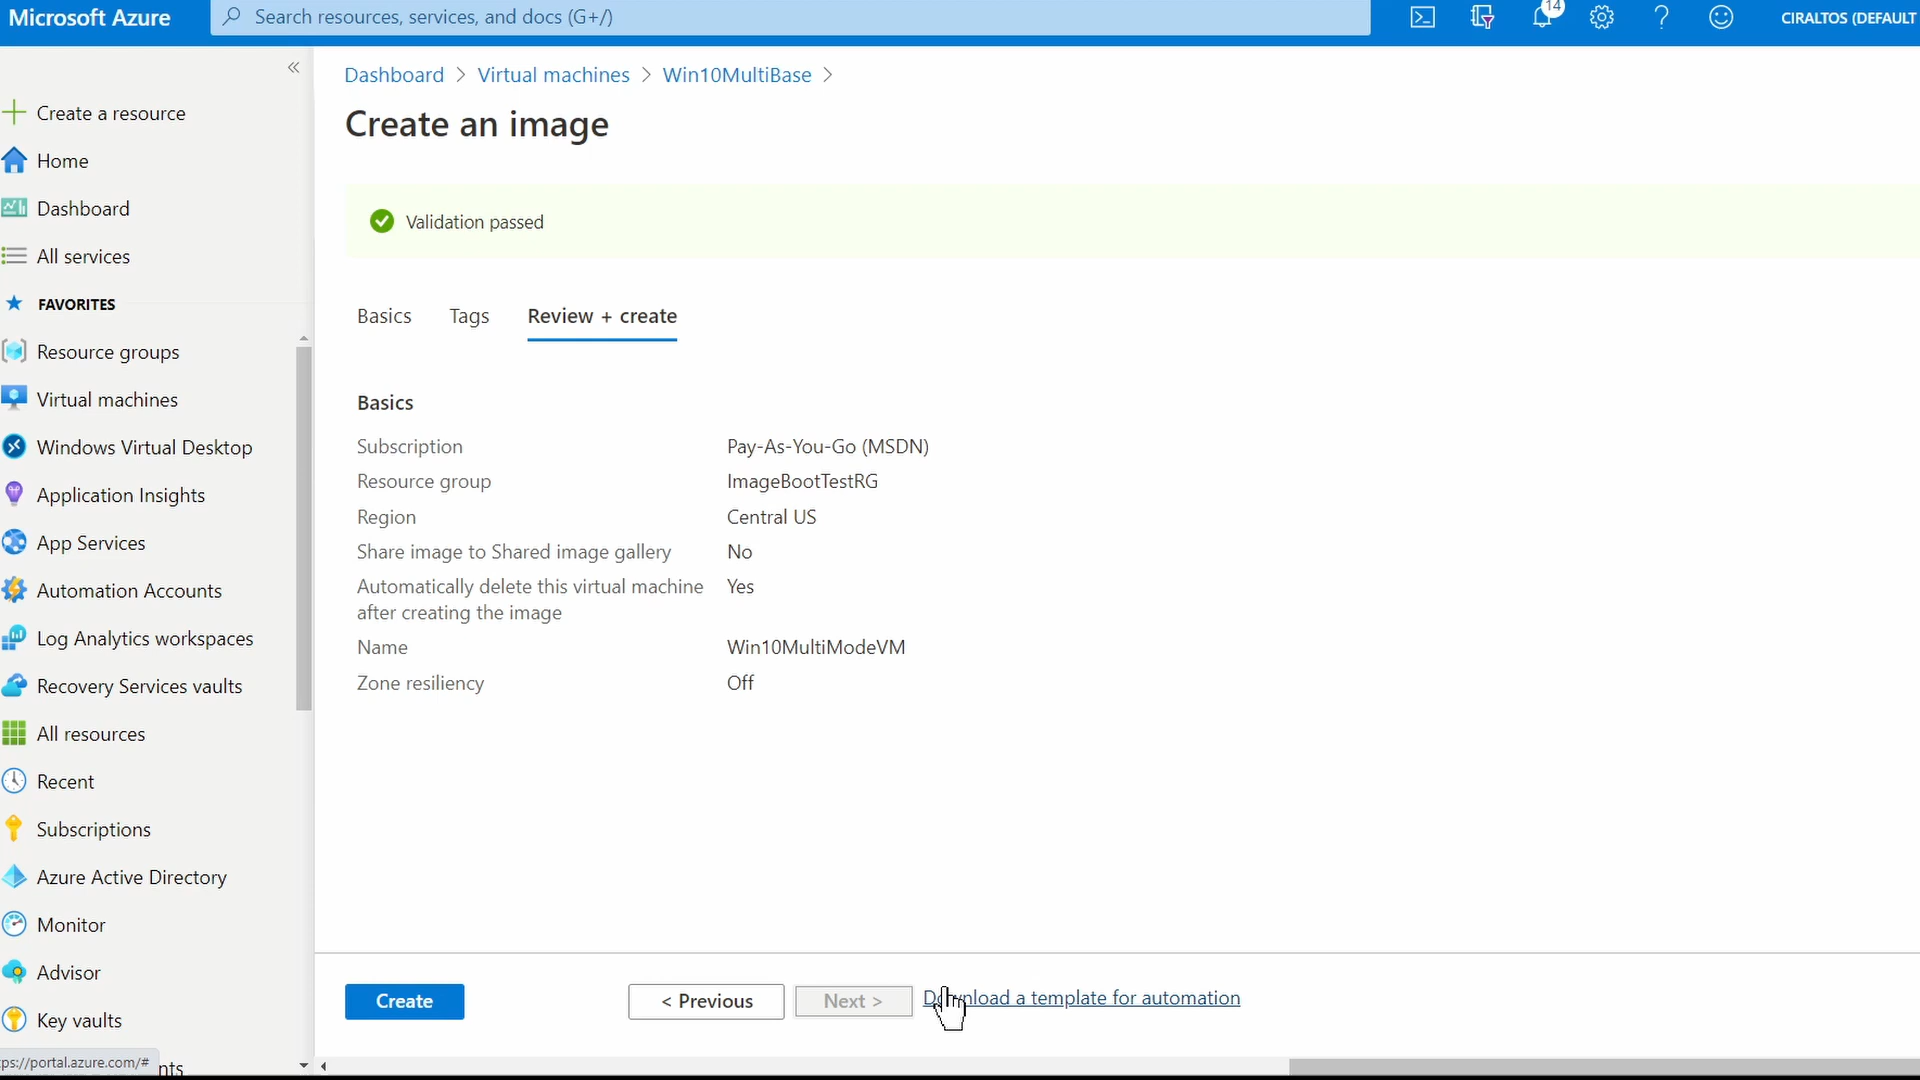 Microsoft Azure
Search resources, services, and docs (G+/)
14
CIRALTOS (DEFAULT
«
Dashboard > Virtual machines > Win10MultiBase >
Create an image
Create a resource
Home
Dashboard
All services
FAVORITES
Resource groups
Virtual machines
Windows Virtual Desktop
Application Insights
App Services
Automation Accounts
Log Analytics workspaces
Recovery Services vaults
All resources
Recent
Subscriptions
Azure Active Directory
Monitor
Advisor
Key vaults
ps://portal.azure.com/#
nts
Validation passed
Basics Tags Review + create
Basics
Subscription Pay-As-You-Go (MSDN)
Resource group ImageBootTestRG
Region Central US
Share image to Shared image gallery No
Automatically delete this virtual machine Yes
after creating the image
Name Win10MultiModeVM
Zone resiliency Off
Create < Previous Next > Download a template for automation